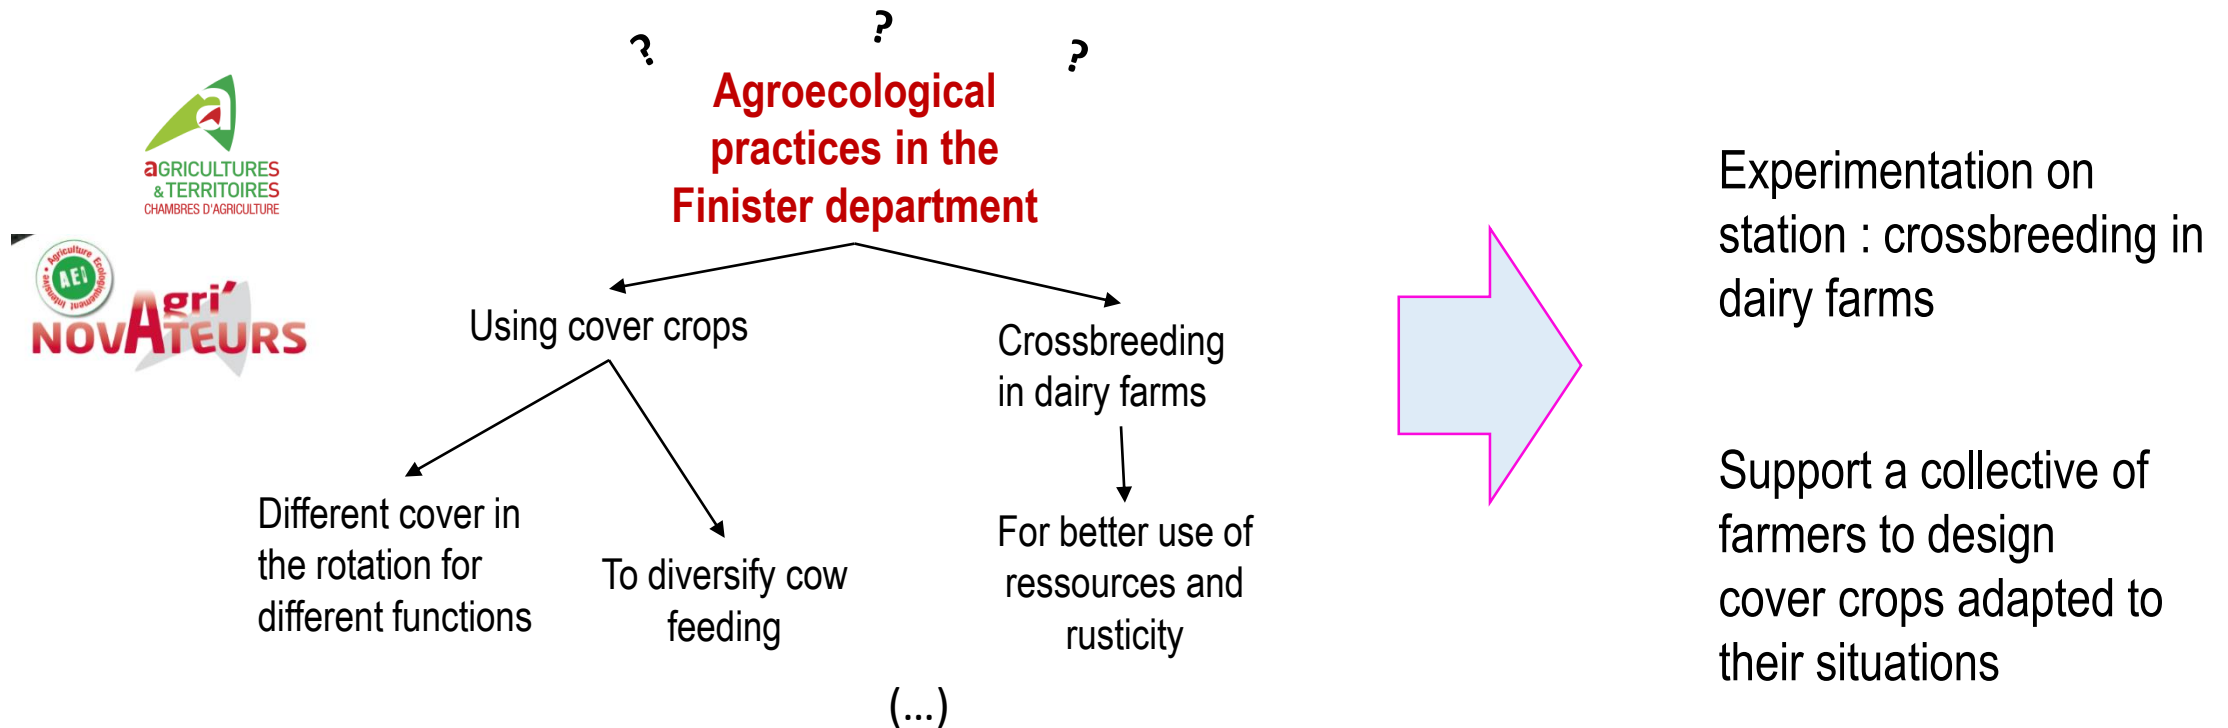 ?
?
?
Agroecological
practices in the
Finister department
aGRICULTURES
& TERRITOIRES
CHAMBRES D'AGRICULTURE
Agriculture Ecologiquement Intensive
AEI
Agri'
NOVATEURS
Using cover crops
Crossbreeding
in dairy farms
Different cover in
the rotation for
different functions
To diversify cow
feeding
For better use of
ressources and
rusticity
(...)
Experimentation on
station : crossbreeding in
dairy farms
Support a collective of
farmers to design
cover crops adapted to
their situations